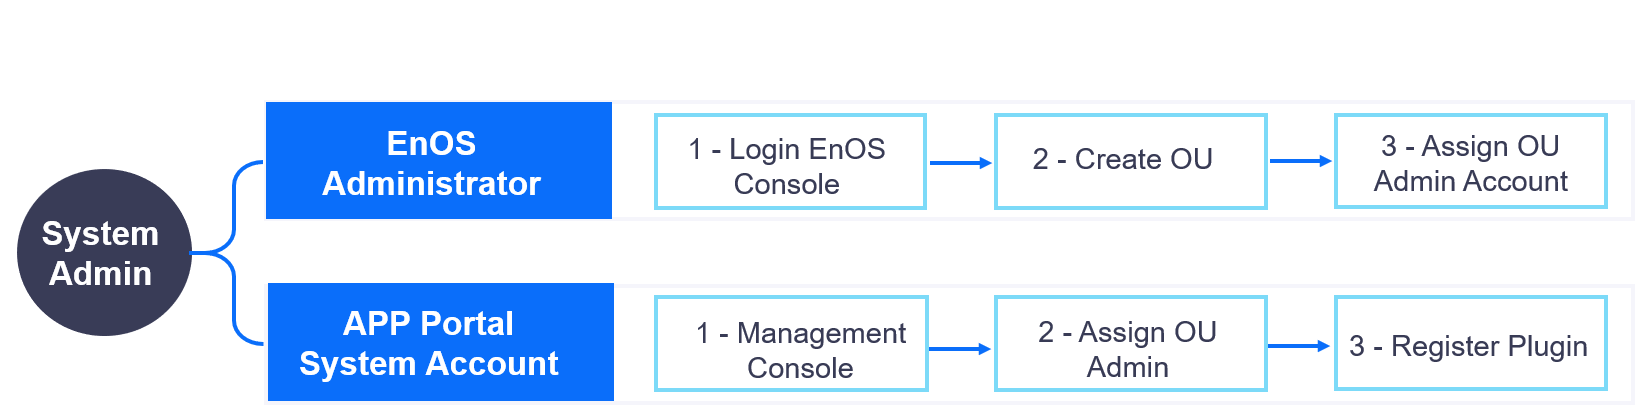 System
Admin
EnOS
Administrator
1 - Login EnOS
Console
2 - Create OU
3 - Assign OU
Admin Account
APP Portal
System Account
1 - Management
Console
2 - Assign OU
Admin
3 - Register Plugin